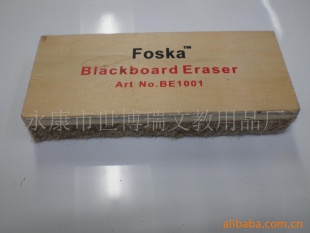 Foska™
Blackboard Eraser
Art No.BE1001
永康市世博瑞文教用品厂
alibaba.com.cn